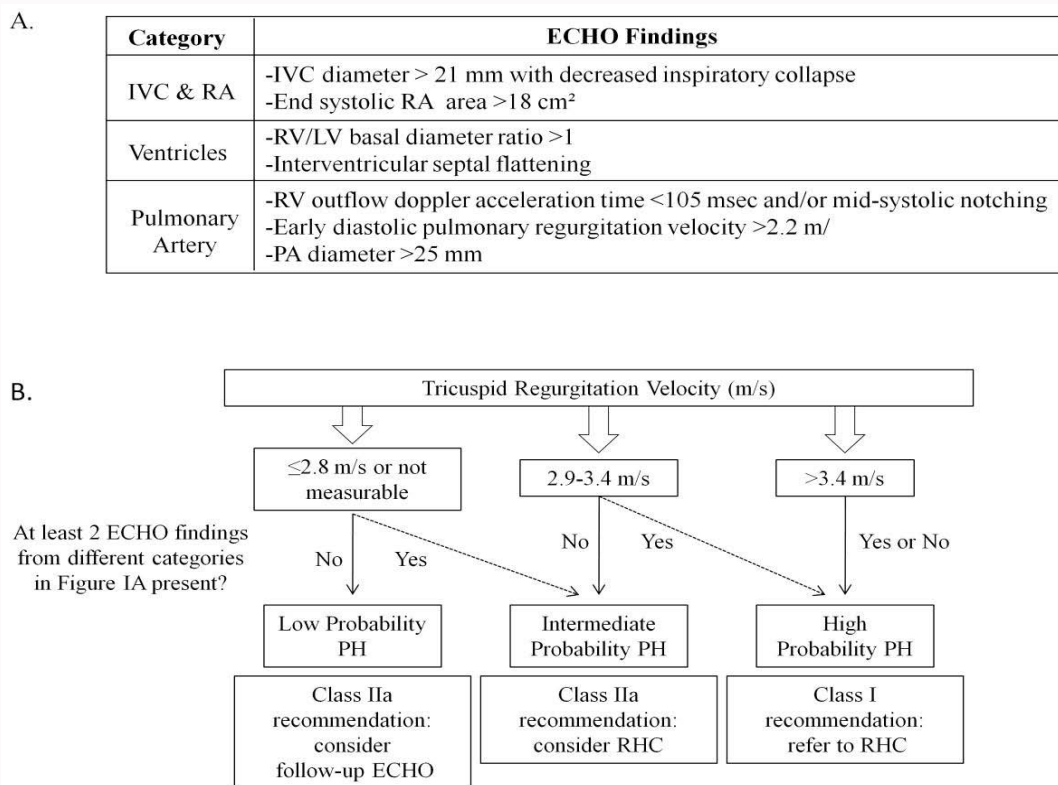 A.
Category
ECHO Findings
IVC & RA
-IVC diameter > 21 mm with decreased inspiratory collapse
-End systolic RA area >18 cm²
Ventricles
-RV/LV basal diameter ratio >1
-Interventricular septal flattening
Pulmonary
Artery
-RV outflow doppler acceleration time <105 msec and/or mid-systolic notching
-Early diastolic pulmonary regurgitation velocity >2.2 m/
-PA diameter >25 mm
B.
Tricuspid Regurgitation Velocity (m/s)
≤2.8 m/s or not
measurable
2.9-3.4 m/s
>3.4 m/s
At least 2 ECHO findings
from different categories
in Figure IA present?
No
Yes
No
Yes
Yes or No
Low Probability
PH
Intermediate
Probability PH
High
Probability PH
Class IIa
recommendation:
consider
follow-up ECHO
Class IIa
recommendation:
consider RHC
Class I
recommendation:
refer to RHC